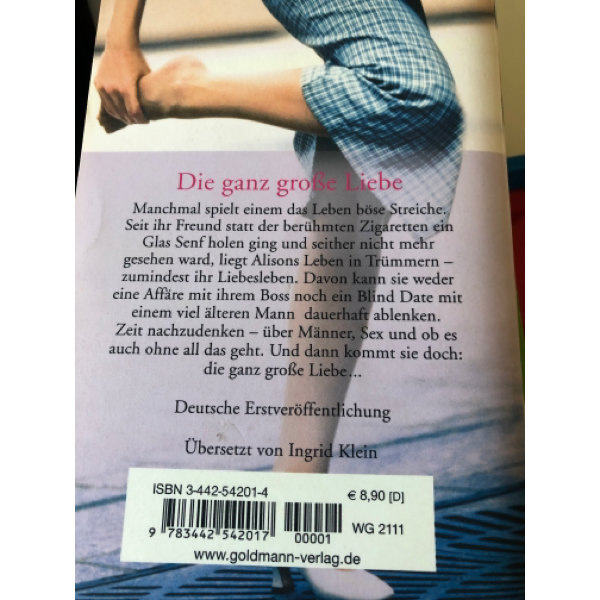 Die ganz große Liebe
Manchmal spielt einem das Leben böse Streiche.
Seit ihr Freund statt der berühmten Zigaretten ein
Glas Senf holen ging und seither nicht mehr
gesehen ward, liegt Alisons Leben in Trümmern –
zumindest ihr Liebesleben. Davon kann sie weder
eine Affäre mit ihrem Boss noch ein Blind Date mit
einem viel älteren Mann dauerhaft ablenken.
Zeit nachzudenken – über Männer, Sex und ob es
auch ohne all das geht. Und dann kommt sie doch:
die ganz große Liebe...
Deutsche Erstveröffentlichung
Übersetzt von Ingrid Klein
ISBN 3-442-54201-4
€ 8,90 [D]
9 783442 542017
00001
WG 2111
www.goldmann-verlag.de